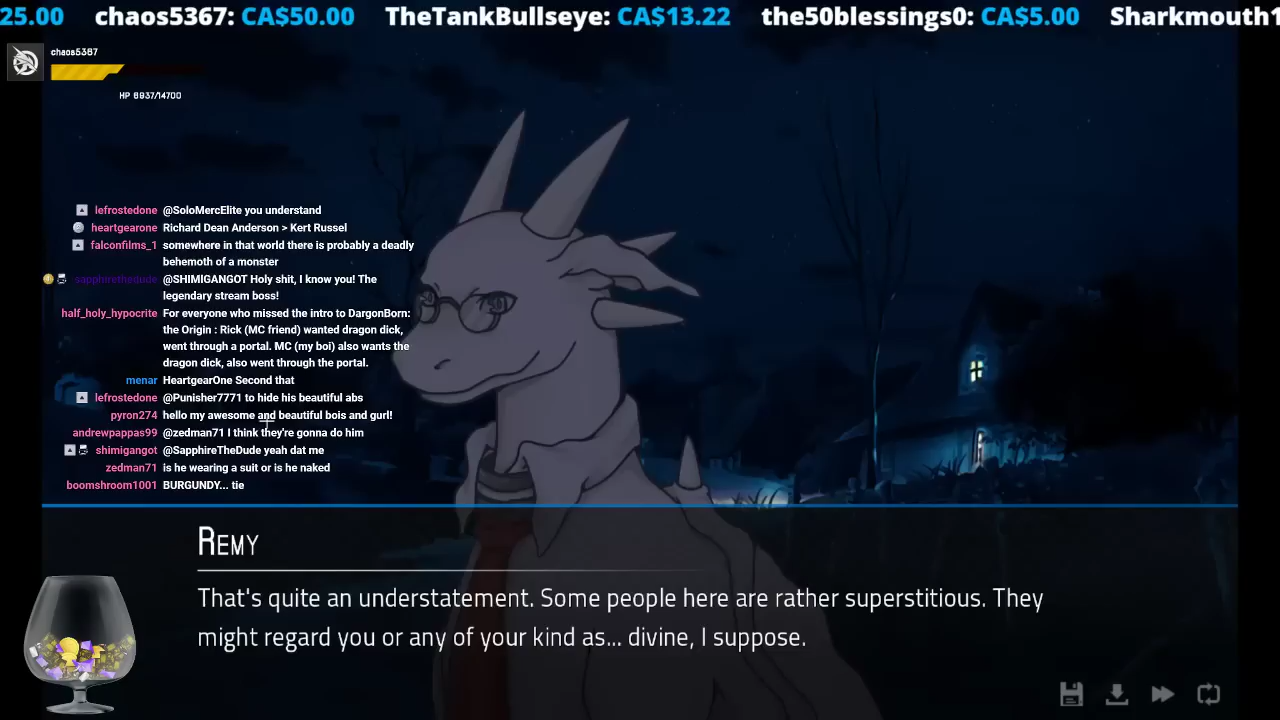 25.00 chaos5367: CA$50.00 TheTankBullseye: CA$13.22 the50blessings0: CA$5.00 Sharkmouth1
chaos5367
HP 6937/14700
lefrostedone @SoloMercElite you understand
heartgearone Richard Dean Anderson > Kert Russel
falconfilms_1 somewhere in that world there is probably a deadly
behemoth of a monster
sapphirethedude @SHIMIGANGOT Holy shit, I know you! The
legendary stream boss!
half_holy_hypocrite For everyone who missed the intro to DargonBorn:
the Origin : Rick (MC friend) wanted dragon dick,
went through a portal. MC (my boi) also wants the
dragon dick, also went through the portal.
menar HeartgearOne Second that
lefrostedone @Punisher7771 to hide his beautiful abs
pyron274 hello my awesome and beautiful bois and gurl!
andrewpappas99 @zedman71 I think they're gonna do him
shimigangot @SapphireTheDude yeah dat me
zedman71 is he wearing a suit or is he naked
boomshroom1001 BURGUNDY... tie
Remy
That's quite an understatement. Some people here are rather superstitious. They
might regard you or any of your kind as... divine, I suppose.